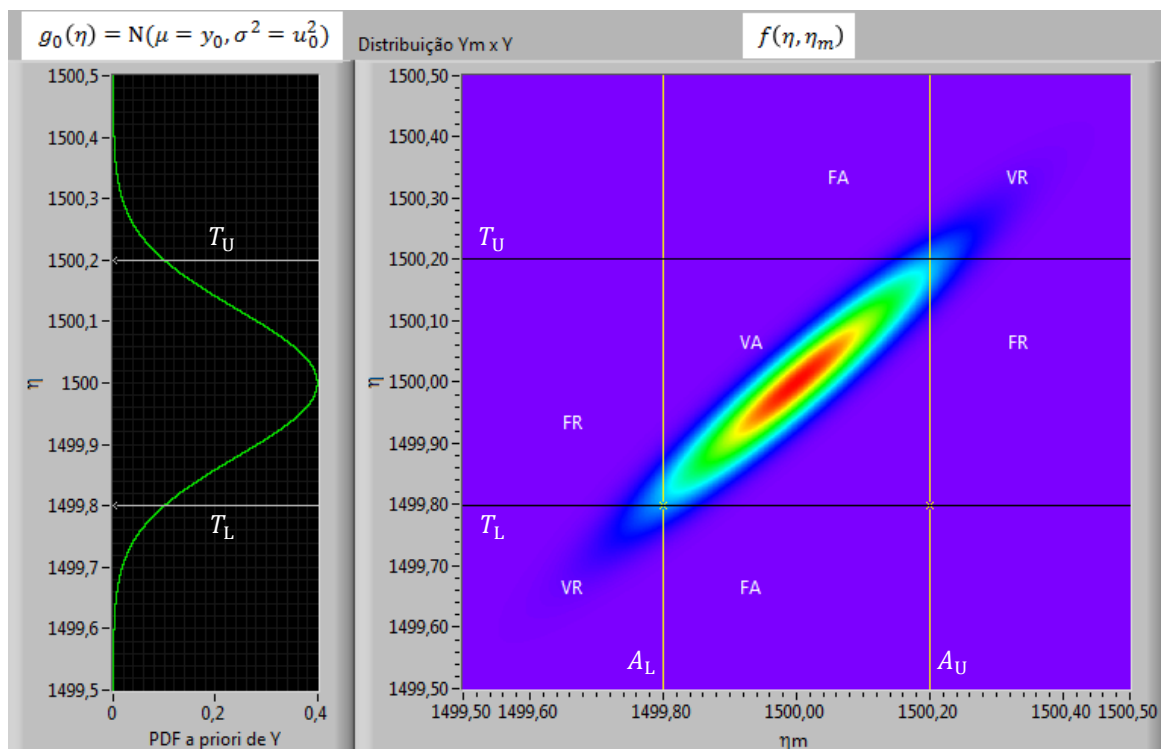 g₀(η) = N(μ = y₀, σ² = u₀²)
Distribuição Ym x Y
f(η, ηₘ)
1500,5
1500,4
1500,3
1500,2
1500,1
1500
1499,9
1499,8
1499,7
1499,6
1499,5
η
T_U
T_L
0
0,2
0,4
PDF a priori de Y
1500,50
1500,40
1500,30
1500,20
1500,10
1500,00
1499,90
1499,80
1499,70
1499,60
1499,50
η
FA
VR
T_U
VA
FR
FR
T_L
VR
FA
A_L
A_U
1499,50 1499,60 1499,80 1500,00 1500,20 1500,40 1500,50
ηm